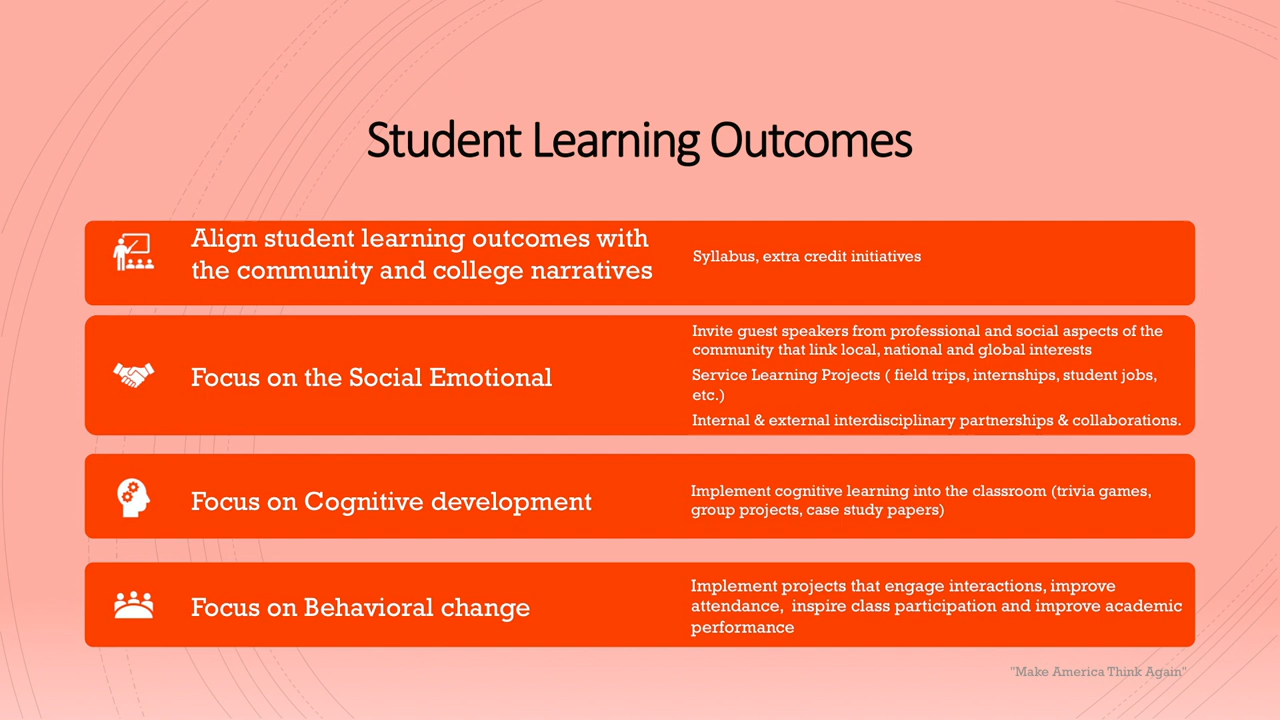 Student Learning Outcomes
Align student learning outcomes with
the community and college narratives
Syllabus, extra credit initiatives
Focus on the Social Emotional
Invite guest speakers from professional and social aspects of the
community that link local, national and global interests
Service Learning Projects ( field trips, internships, student jobs,
etc.)
Internal & external interdisciplinary partnerships & collaborations.
Focus on Cognitive development
Implement cognitive learning into the classroom (trivia games,
group projects, case study papers)
Focus on Behavioral change
Implement projects that engage interactions, improve
attendance,  inspire class participation and improve academic
performance
"Make America Think Again"